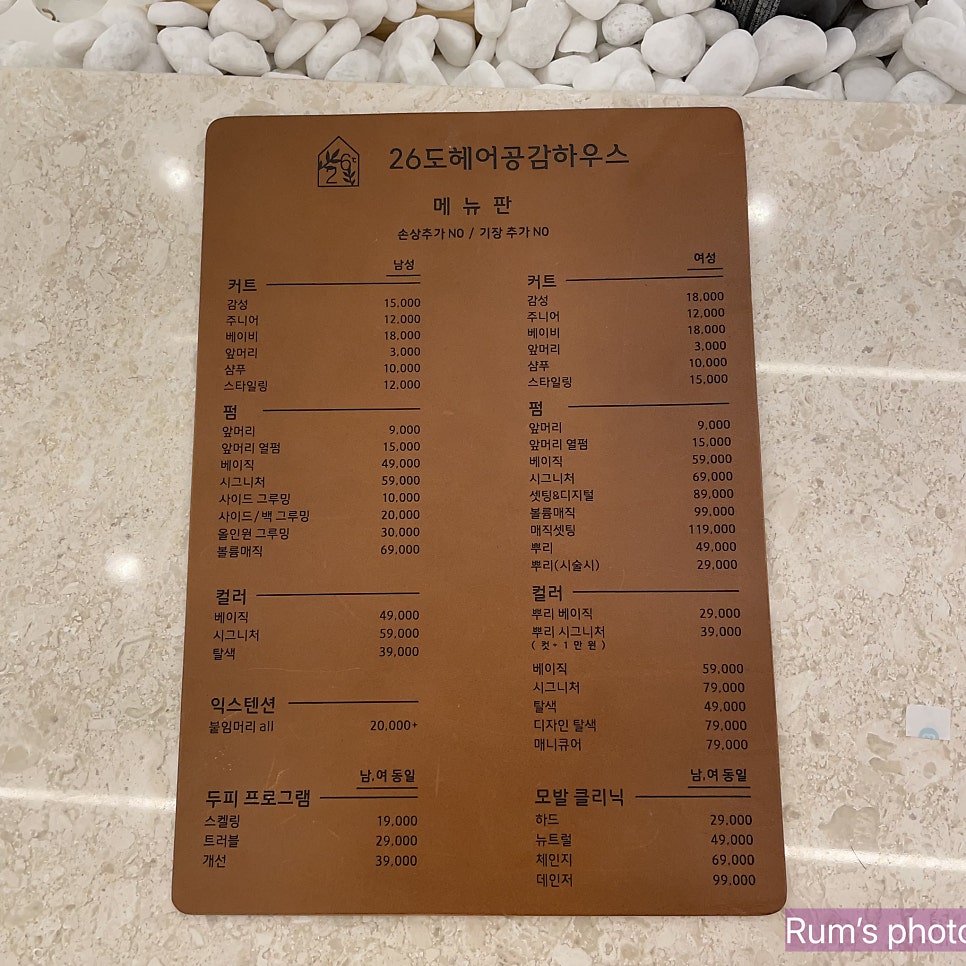 26℃
26도헤어공감하우스
메뉴판
손상추가 NO / 기장 추가 NO
남성
커트
감성 15,000
주니어 12,000
베이비 18,000
앞머리 3,000
샴푸 10,000
스타일링 12,000
펌
앞머리 9,000
앞머리 열펌 15,000
베이직 49,000
시그니처 59,000
사이드 그루밍 10,000
사이드/백 그루밍 20,000
올인원 그루밍 30,000
볼륨매직 69,000
컬러
베이직 49,000
시그니처 59,000
탈색 39,000
익스텐션
붙임머리 all 20,000+
남,여 동일
두피 프로그램
스켈링 19,000
트러블 29,000
개선 39,000
여성
커트
감성 18,000
주니어 12,000
베이비 18,000
앞머리 3,000
샴푸 10,000
스타일링 15,000
펌
앞머리 9,000
앞머리 열펌 15,000
베이직 59,000
시그니처 69,000
셋팅&디지털 89,000
볼륨매직 99,000
매직셋팅 119,000
뿌리 49,000
뿌리(시술시) 29,000
컬러
뿌리 베이직 29,000
뿌리 시그니처 39,000
(컷+1만원)
베이직 59,000
시그니처 79,000
탈색 49,000
디자인 탈색 79,000
매니큐어 79,000
남,여 동일
모발 클리닉
하드 29,000
뉴트럴 49,000
체인지 69,000
데인저 99,000
Rum's photo